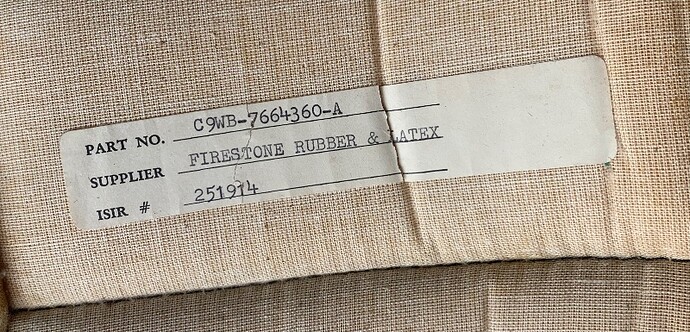 PART NO. C9WB-7664360-A
SUPPLIER FIRESTONE RUBBER & LATEX
ISIR # 251914